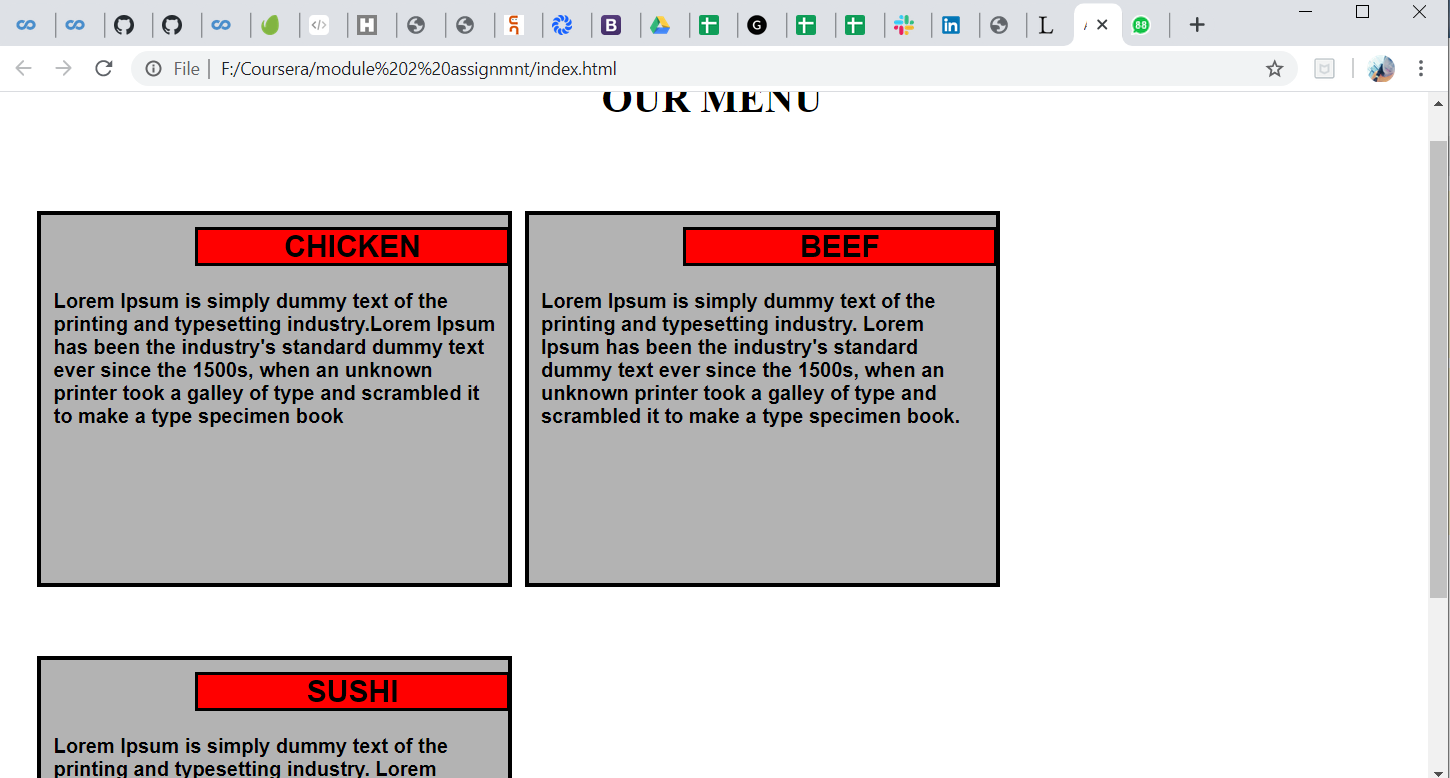 File
F:/Coursera/module%202%20assignmnt/index.html
OUR MENU
CHICKEN
Lorem Ipsum is simply dummy text of the
printing and typesetting industry.Lorem Ipsum
has been the industry's standard dummy text
ever since the 1500s, when an unknown
printer took a galley of type and scrambled it
to make a type specimen book
BEEF
Lorem Ipsum is simply dummy text of the
printing and typesetting industry. Lorem
Ipsum has been the industry's standard
dummy text ever since the 1500s, when an
unknown printer took a galley of type and
scrambled it to make a type specimen book.
SUSHI
Lorem Ipsum is simply dummy text of the
printing and typesetting industry. Lorem